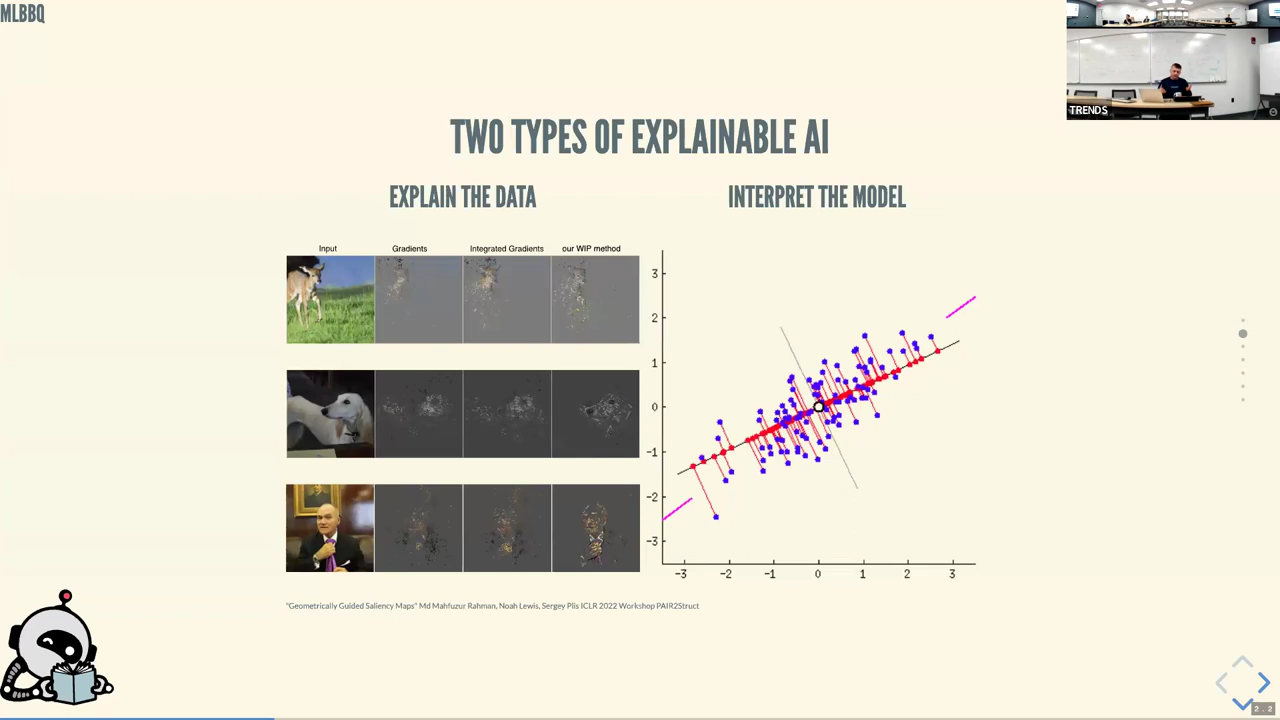 MLBBQ
TRENDS
TWO TYPES OF EXPLAINABLE AI
EXPLAIN THE DATA
INTERPRET THE MODEL
Input
Gradients
Integrated Gradients
our WIP method
3
2
1
0
−1
−2
−3
−3
−2
−1
0
1
2
3
"Geometrically Guided Saliency Maps" Md Mahfuzur Rahman, Noah Lewis, Sergey Plis ICLR 2022 Workshop PAIR2Struct
2 . 2